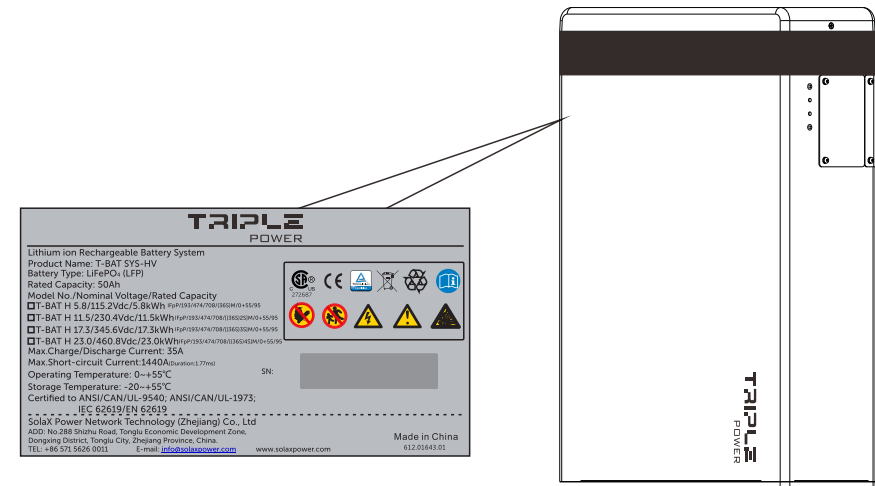 TRIPLE
POWER
Lithium ion Rechargeable Battery System
Product Name: T-BAT SYS-HV
Battery Type: LiFePO₄ (LFP)
Rated Capacity: 50Ah
Model No./Nominal Voltage/Rated Capacity
T-BAT H 5.8/115.2Vdc/5.8kWh IFpP/193/474/708/[36S]M/0+55/95
T-BAT H 11.5/230.4Vdc/11.5kWh IFpP/193/474/708/[(36S)2S]M/0+55/95
T-BAT H 17.3/345.6Vdc/17.3kWh IFpP/193/474/708/[(36S)3S]M/0+55/95
T-BAT H 23.0/460.8Vdc/23.0kWh IFpP/193/474/708/[(36S)4S]M/0+55/95
Max.Charge/Discharge Current: 35A
Max.Short-circuit Current:1440A(Duration:1.77ms)
Operating Temperature: 0~+55℃
Storage Temperature: -20~+55℃
Certified to ANSI/CAN/UL-9540; ANSI/CAN/UL-1973;
IEC 62619/EN 62619
SA®
C US
272687
CE
SN:
SolaX Power Network Technology (Zhejiang) Co., Ltd
ADD: No.288 Shizhu Road, Tonglu Economic Development Zone,
Dongxing District, Tonglu City, Zhejiang Province, China.
TEL: +86 571 5626 0011 E-mail: info@solaxpower.com www.solaxpower.com
Made in China
612.01643.01
TRIPLE
POWER